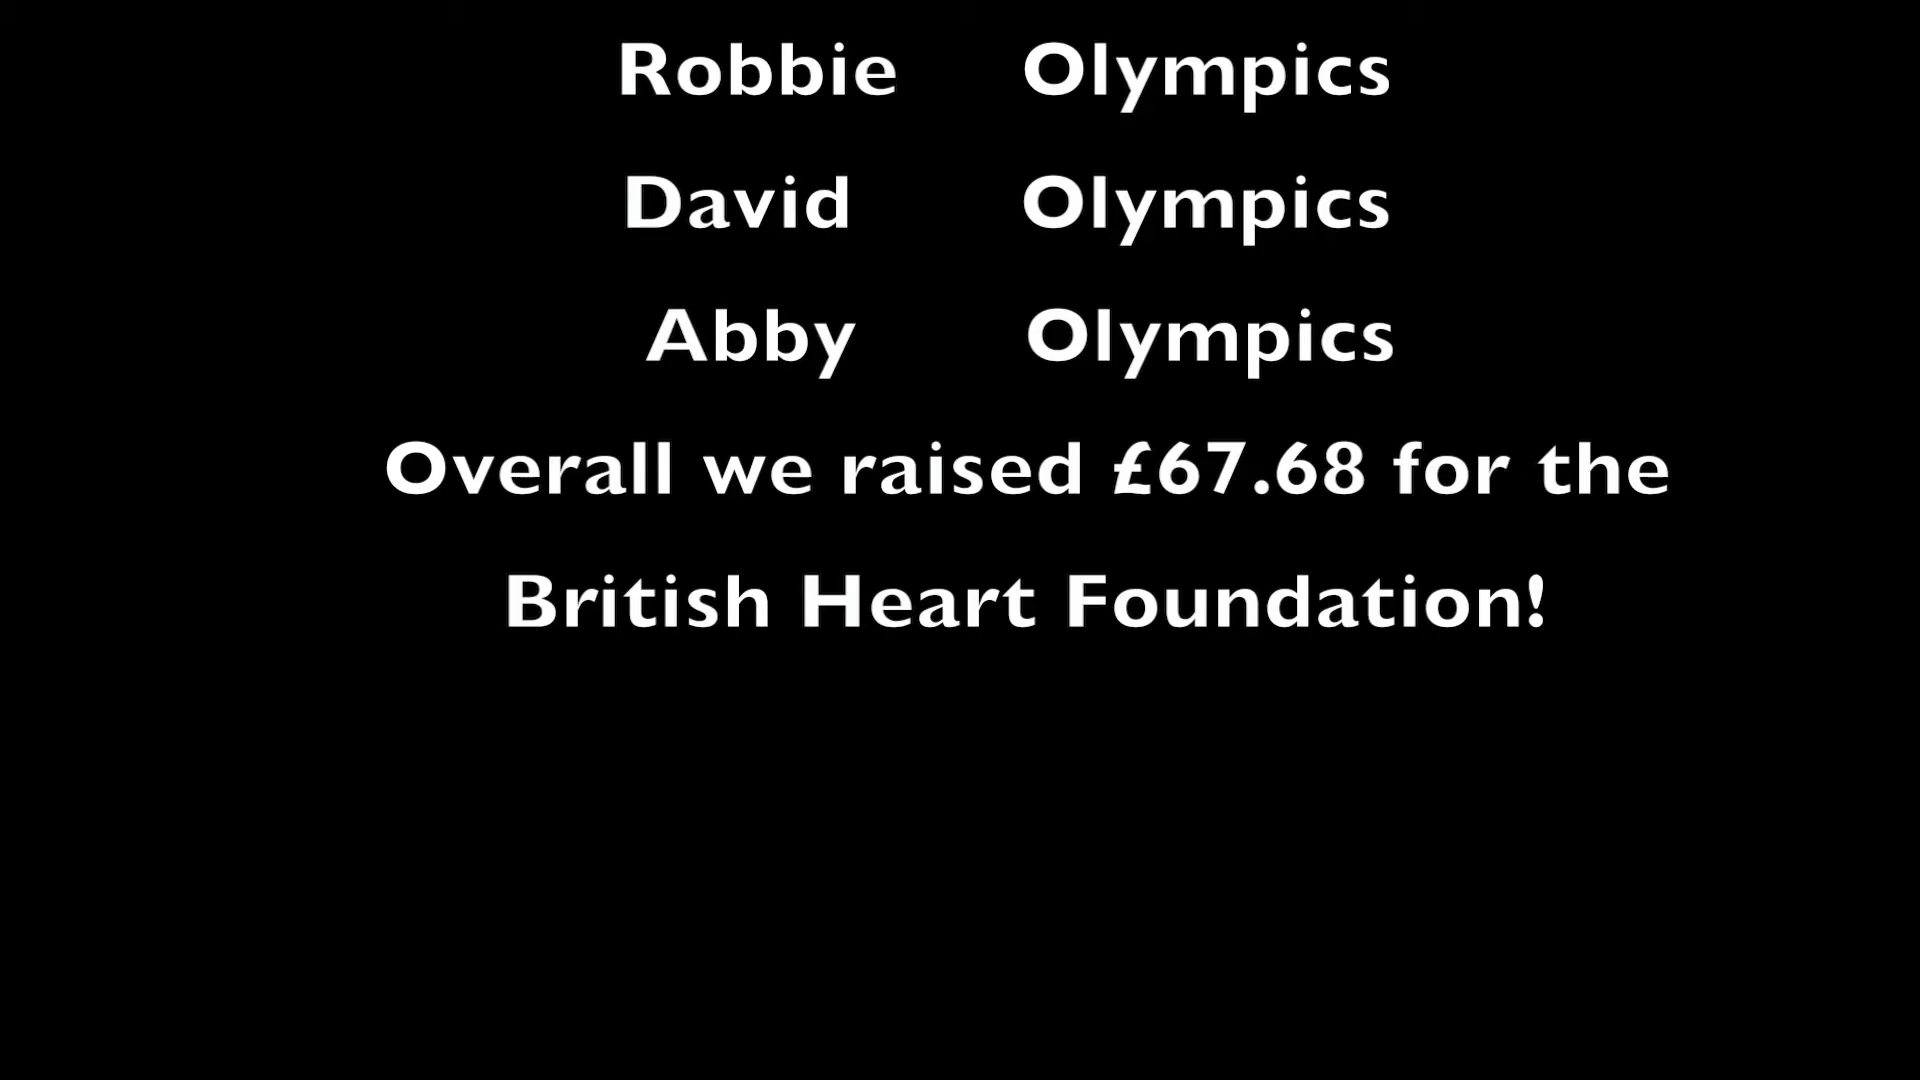 Robbie Olympics
David Olympics
Abby Olympics
Overall we raised £67.68 for the
British Heart Foundation!